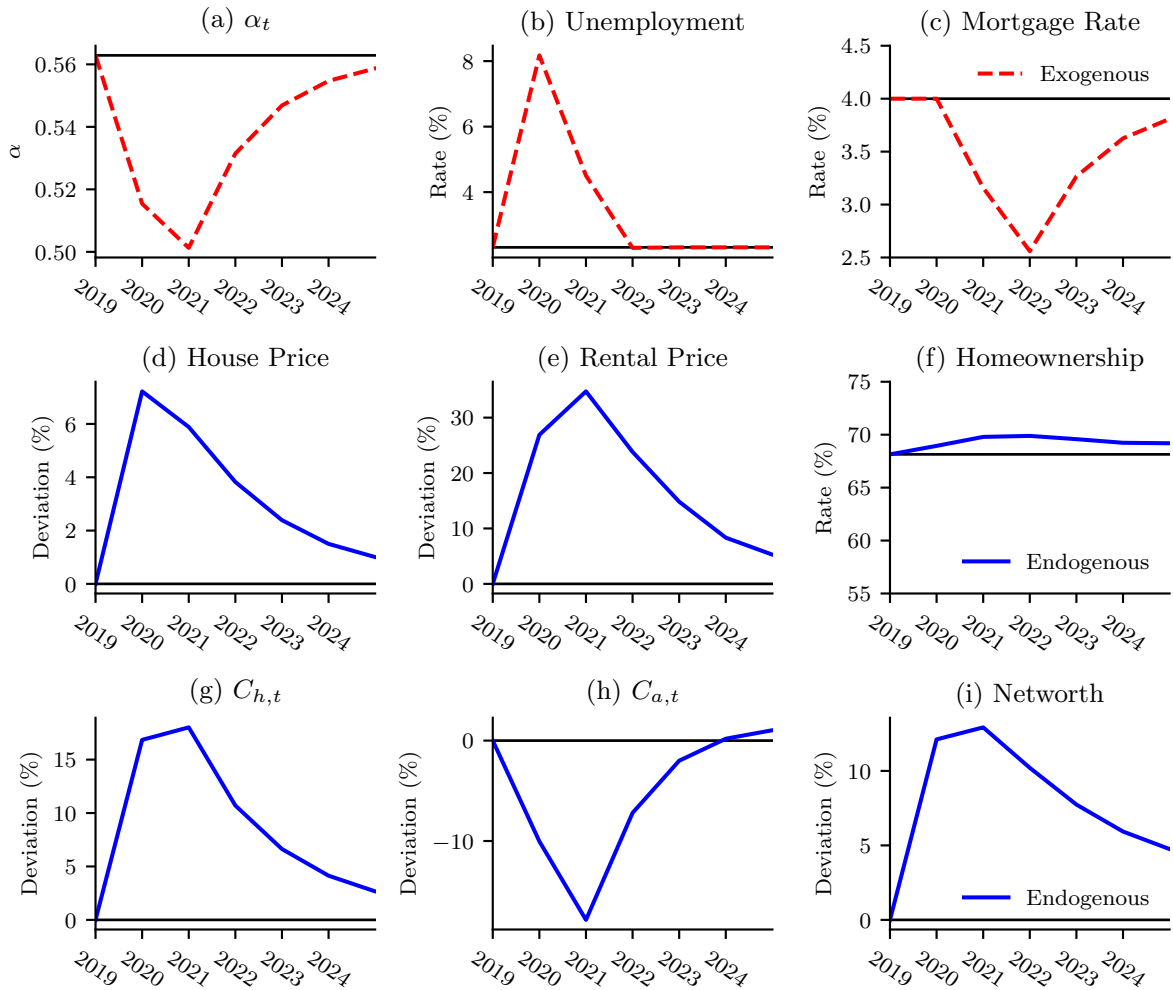 (a) α_t
α
0.56
0.54
0.52
0.50
2019 2020 2021 2022 2023 2024
(b) Unemployment
Rate (%)
8
6
4
2019 2020 2021 2022 2023 2024
(c) Mortgage Rate
Rate (%)
4.5
4.0
3.5
3.0
2.5
Exogenous
2019 2020 2021 2022 2023 2024
(d) House Price
Deviation (%)
6
4
2
0
2019 2020 2021 2022 2023 2024
(e) Rental Price
Deviation (%)
30
20
10
0
2019 2020 2021 2022 2023 2024
(f) Homeownership
Rate (%)
75
70
65
60
55
Endogenous
2019 2020 2021 2022 2023 2024
(g) C_{h,t}
Deviation (%)
15
10
5
0
2019 2020 2021 2022 2023 2024
(h) C_{a,t}
Deviation (%)
0
−10
2019 2020 2021 2022 2023 2024
(i) Networth
Deviation (%)
10
5
0
Endogenous
2019 2020 2021 2022 2023 2024